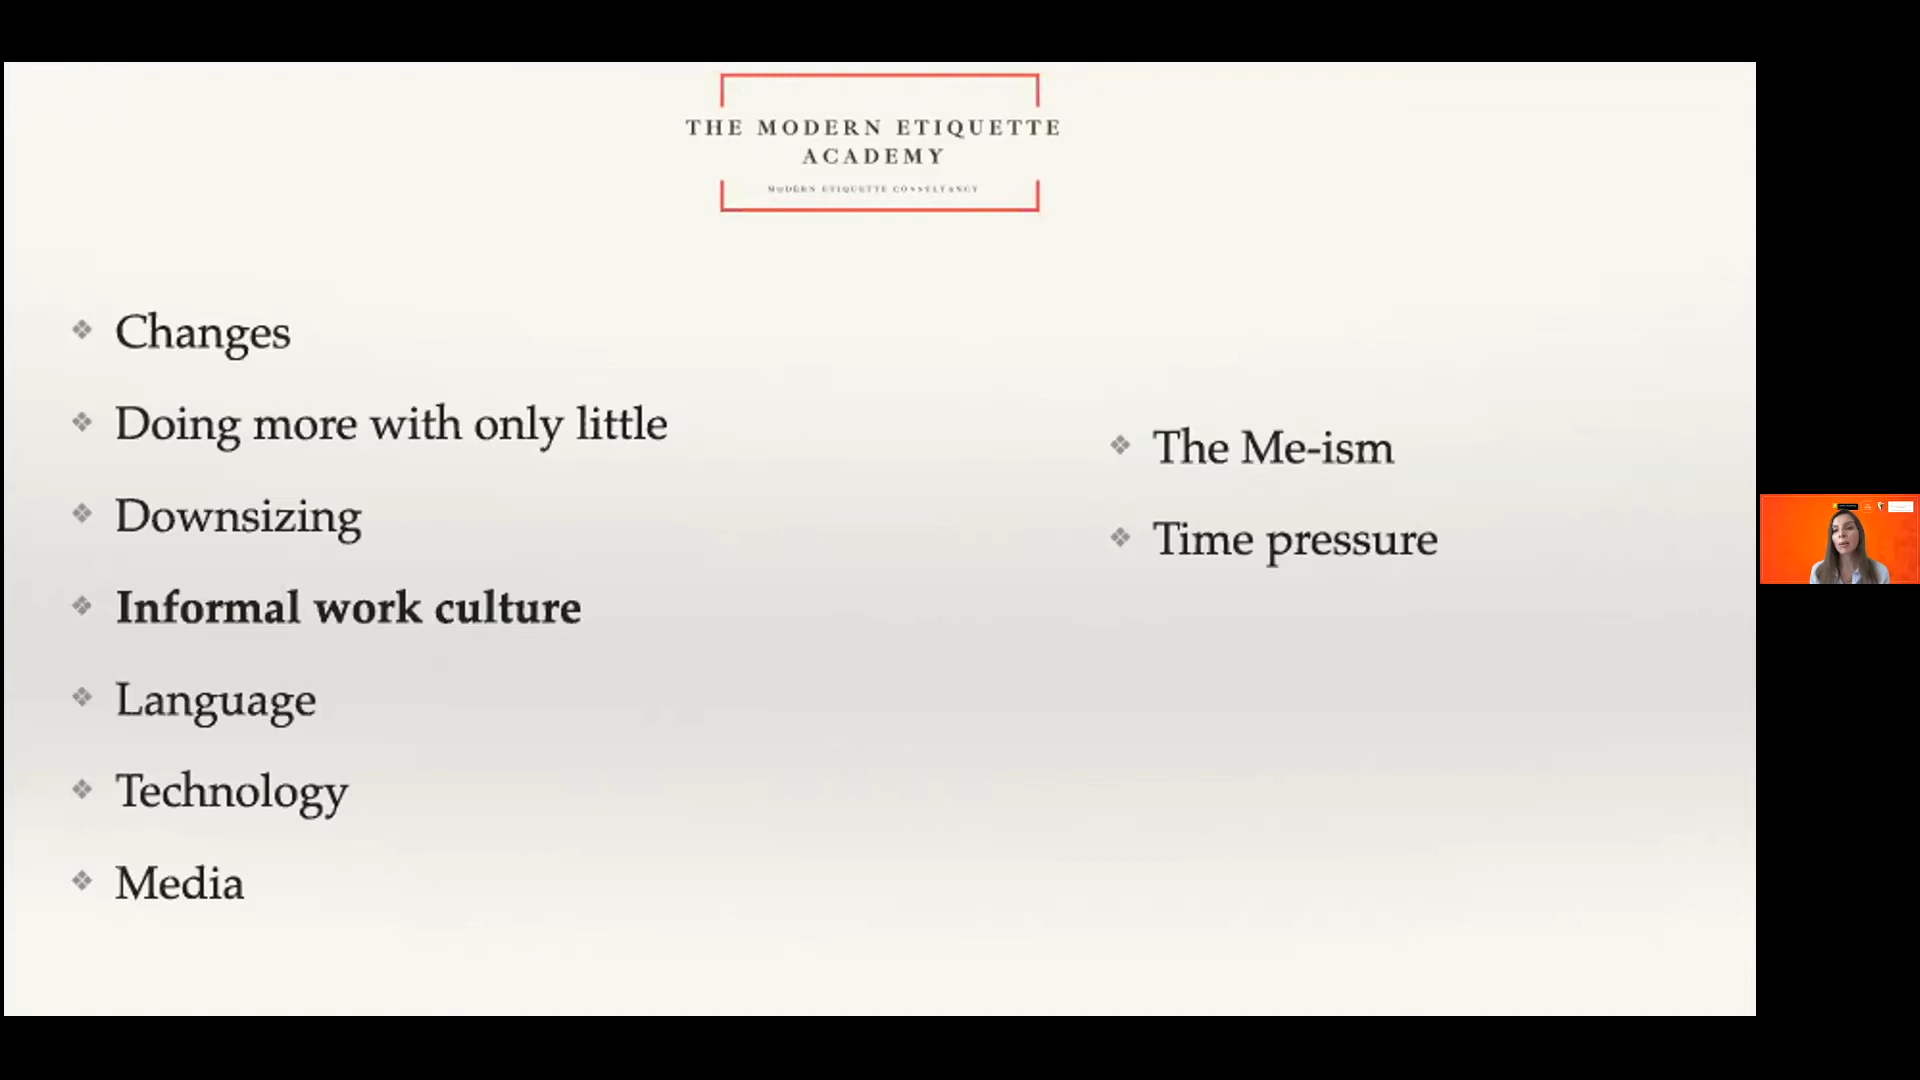 THE MODERN ETIQUETTE
ACADEMY
MODERN ETIQUETTE CONSULTANCY
Changes
Doing more with only little
Downsizing
Informal work culture
Language
Technology
Media
The Me-ism
Time pressure